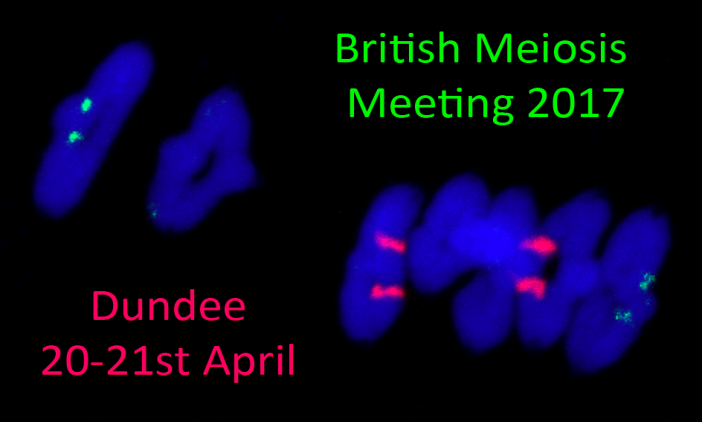 British Meiosis
Meeting 2017
Dundee
20-21st April